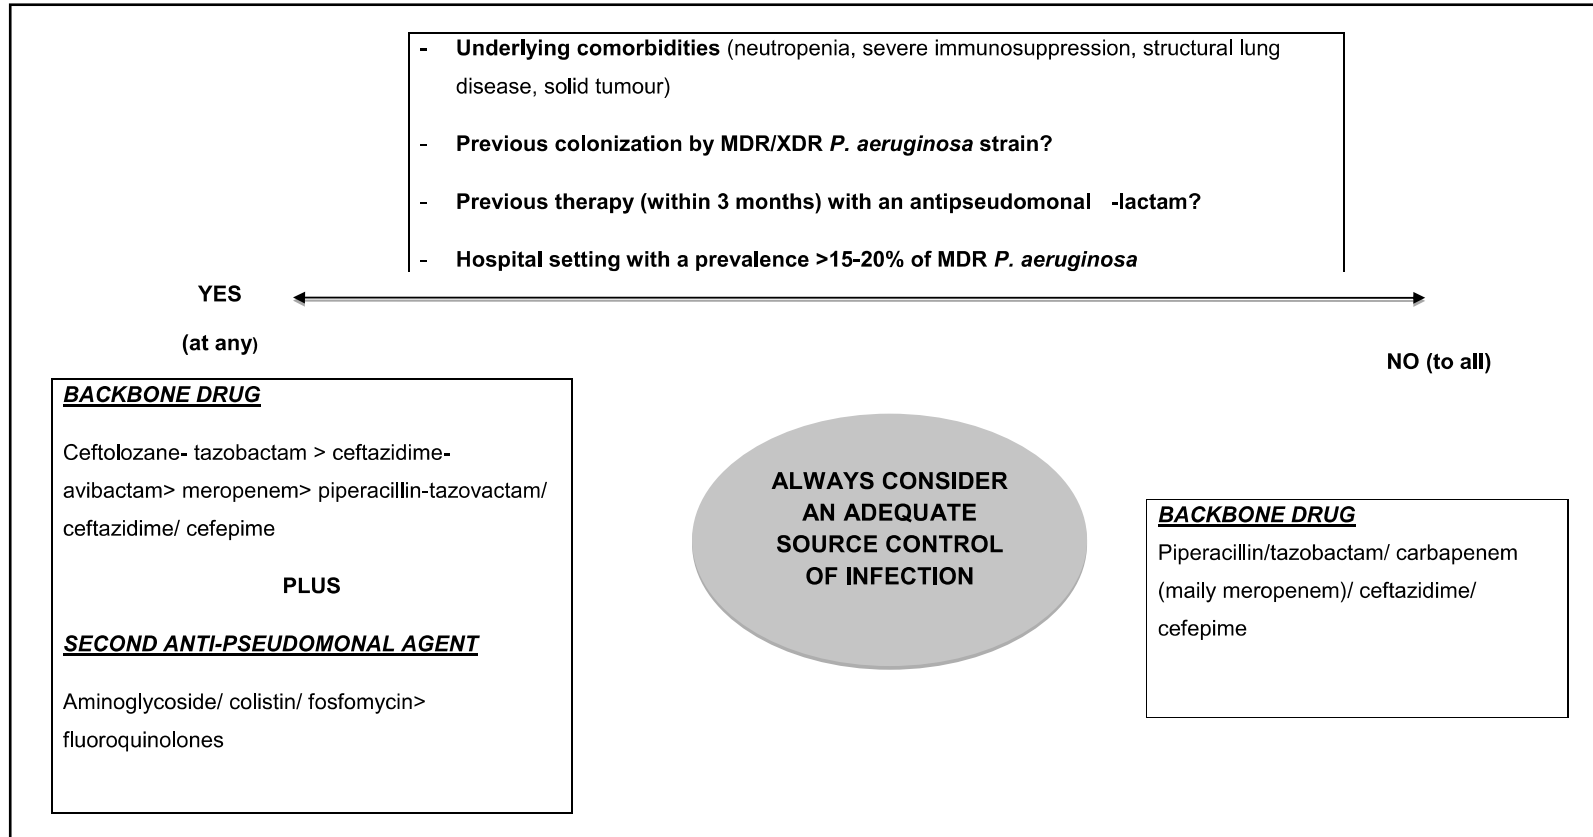 - Underlying comorbidities (neutropenia, severe immunosuppression, structural lung
disease, solid tumour)
- Previous colonization by MDR/XDR P. aeruginosa strain?
- Previous therapy (within 3 months) with an antipseudomonal -lactam?
- Hospital setting with a prevalence >15-20% of MDR P. aeruginosa
YES
(at any)
NO (to all)
BACKBONE DRUG
Ceftolozane- tazobactam > ceftazidime-
avibactam> meropenem> piperacillin-tazovactam/
ceftazidime/ cefepime
PLUS
SECOND ANTI-PSEUDOMONAL AGENT
Aminoglycoside/ colistin/ fosfomycin>
fluoroquinolones
ALWAYS CONSIDER
AN ADEQUATE
SOURCE CONTROL
OF INFECTION
BACKBONE DRUG
Piperacillin/tazobactam/ carbapenem
(maily meropenem)/ ceftazidime/
cefepime